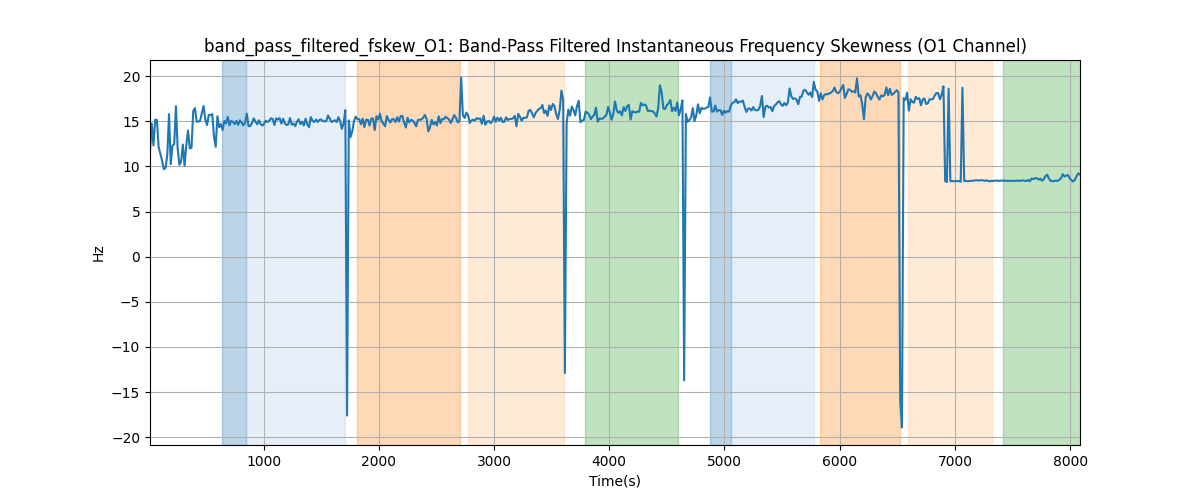 band_pass_filtered_fskew_O1: Band-Pass Filtered Instantaneous Frequency Skewness (O1 Channel)
20
15
10
5
0
−5
−10
−15
−20
Hz
1000 2000 3000 4000 5000 6000 7000 8000
Time(s)